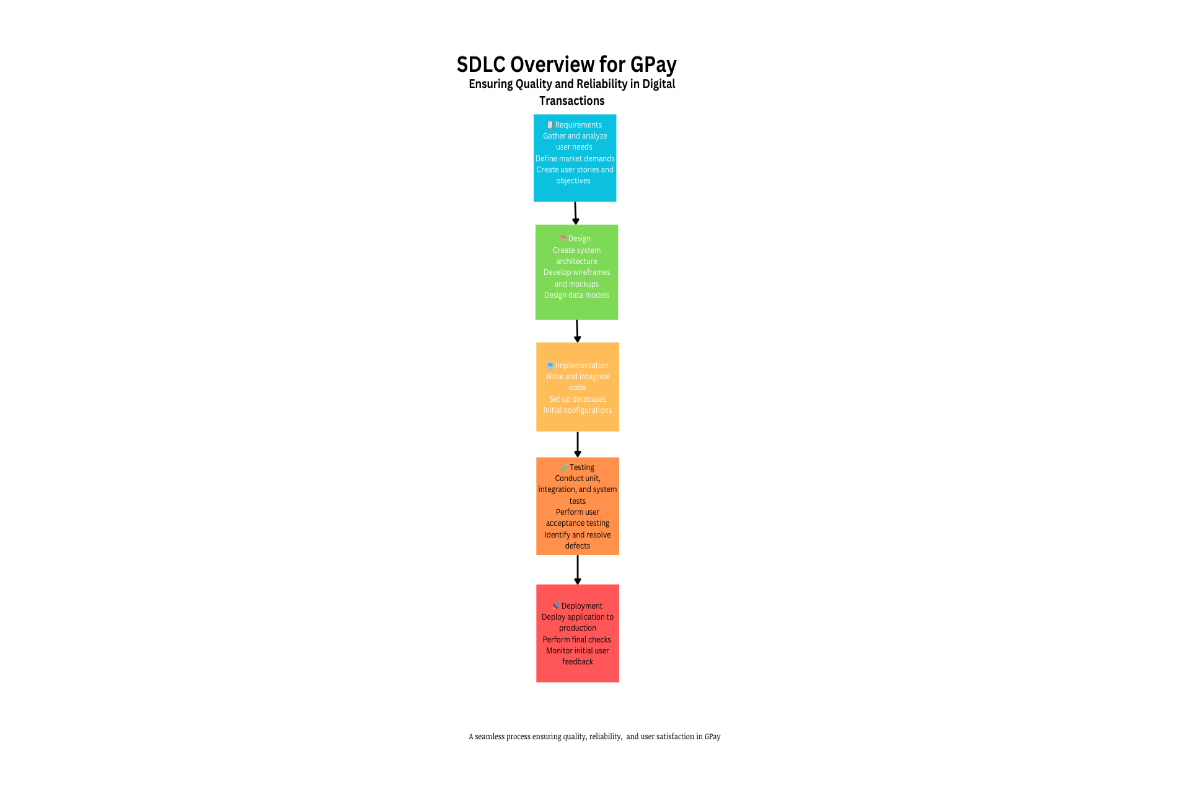 SDLC Overview for GPay
Ensuring Quality and Reliability in Digital
Transactions
Requirements
Gather and analyze
user needs
Define market demands
Create user stories and
objectives
Design
Create system
architecture
Develop wireframes
and mockups
Design data models
Implementation
Write and integrate
code
Set up databases
Initial configurations
Testing
Conduct unit,
integration, and system
tests
Perform user
acceptance testing
Identify and resolve
defects
Deployment
Deploy application to
production
Perform final checks
Monitor initial user
feedback
A seamless process ensuring quality, reliability, and user satisfaction in GPay